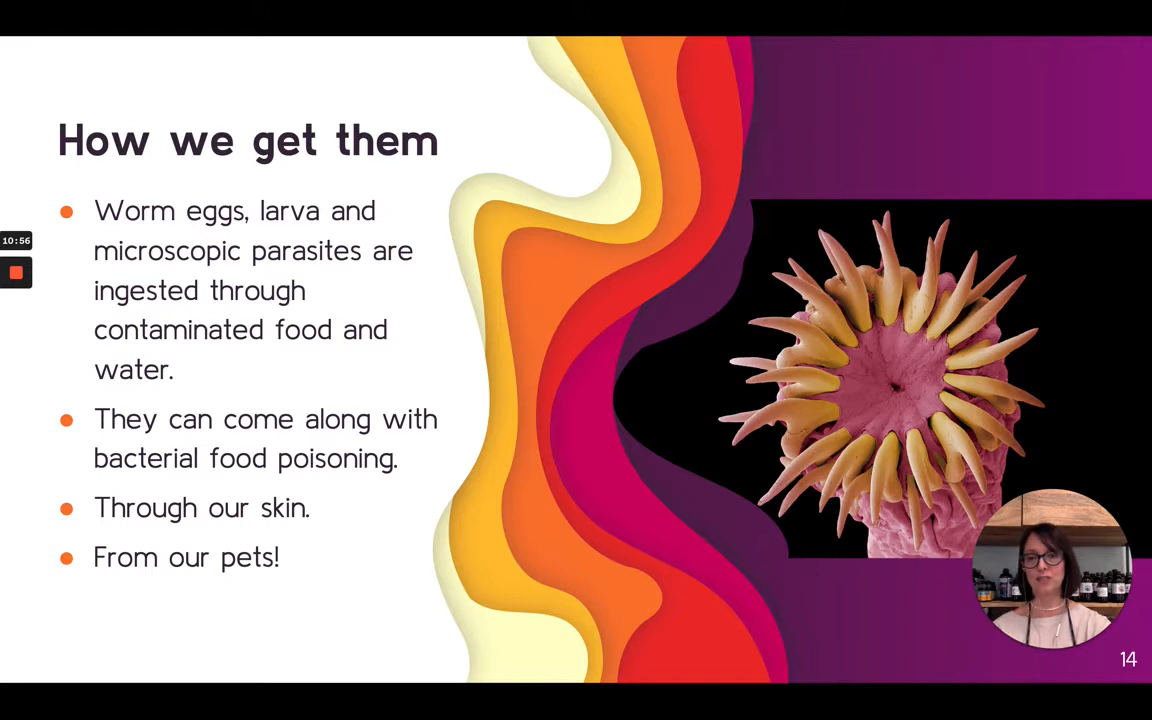 How we get them
Worm eggs, larva and
microscopic parasites are
ingested through
contaminated food and
water.
They can come along with
bacterial food poisoning.
Through our skin.
From our pets!
10:56
14